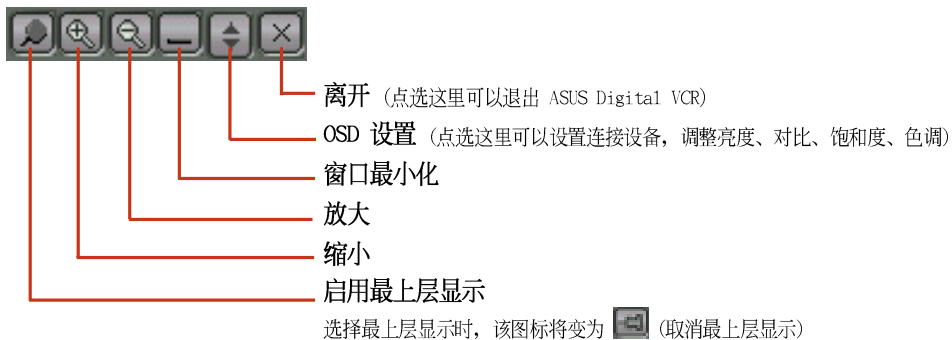 离开 (点选这里可以退出 ASUS Digital VCR)
OSD 设置 (点选这里可以设置连接设备，调整亮度、对比、饱和度、色调)
窗口最小化
放大
缩小
启用最上层显示
选择最上层显示时，该图标将变为 (取消最上层显示)